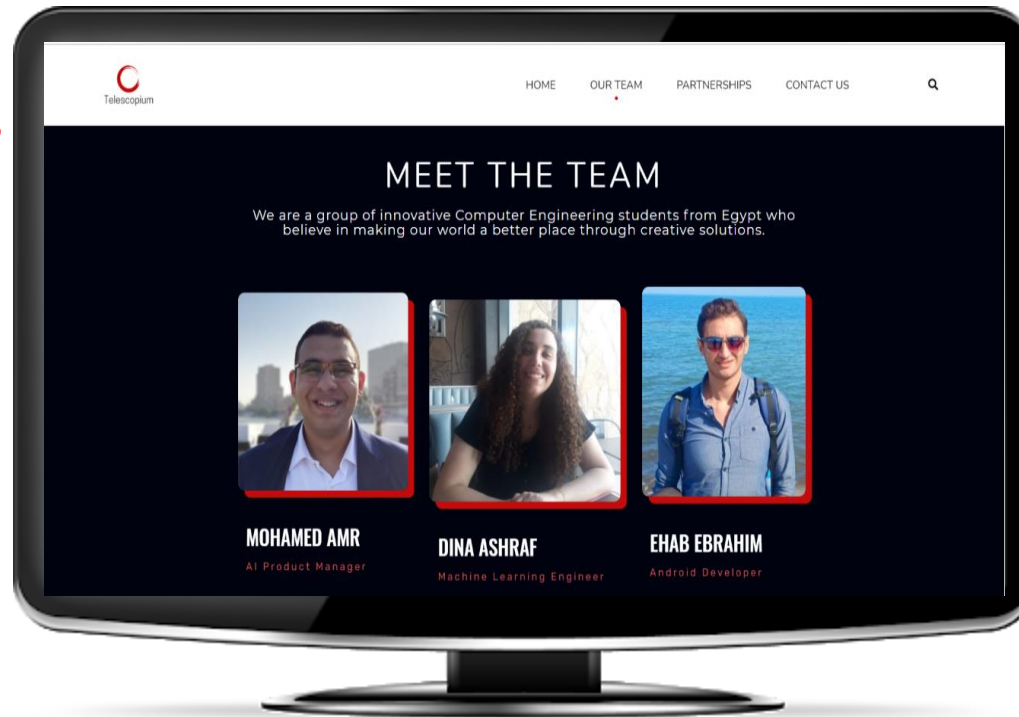 Telescopium
HOME OUR TEAM PARTNERSHIPS CONTACT US
MEET THE TEAM
We are a group of innovative Computer Engineering students from Egypt who
believe in making our world a better place through creative solutions.
MOHAMED AMR
AI Product Manager
DINA ASHRAF
Machine Learning Engineer
EHAB EBRAHIM
Android Developer